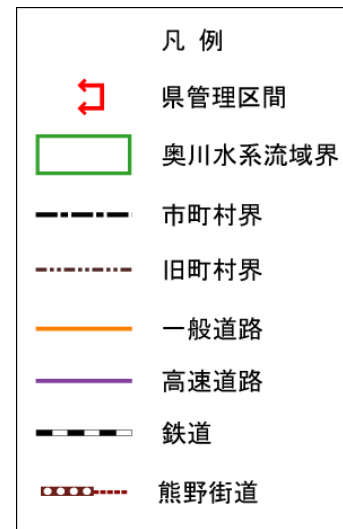 凡 例
県管理区間
奥川水系流域界
市町村界
旧町村界
一般道路
高速道路
鉄道
熊野街道